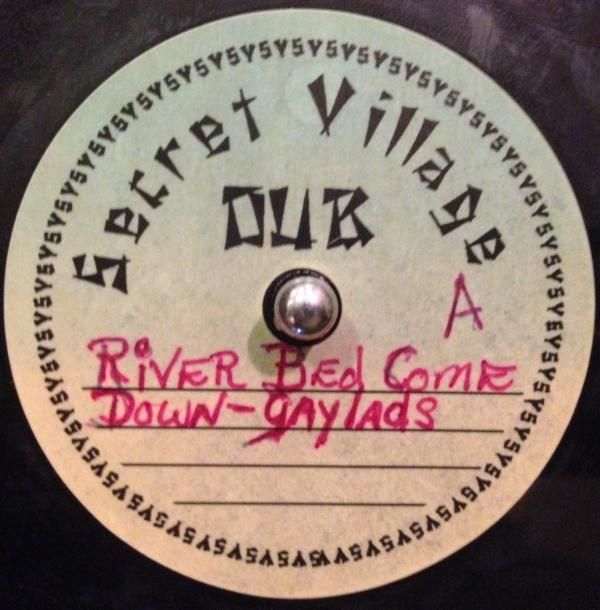 Secret Village
DUB
A
RiVER BEd Come
DOWN-gAylAdS